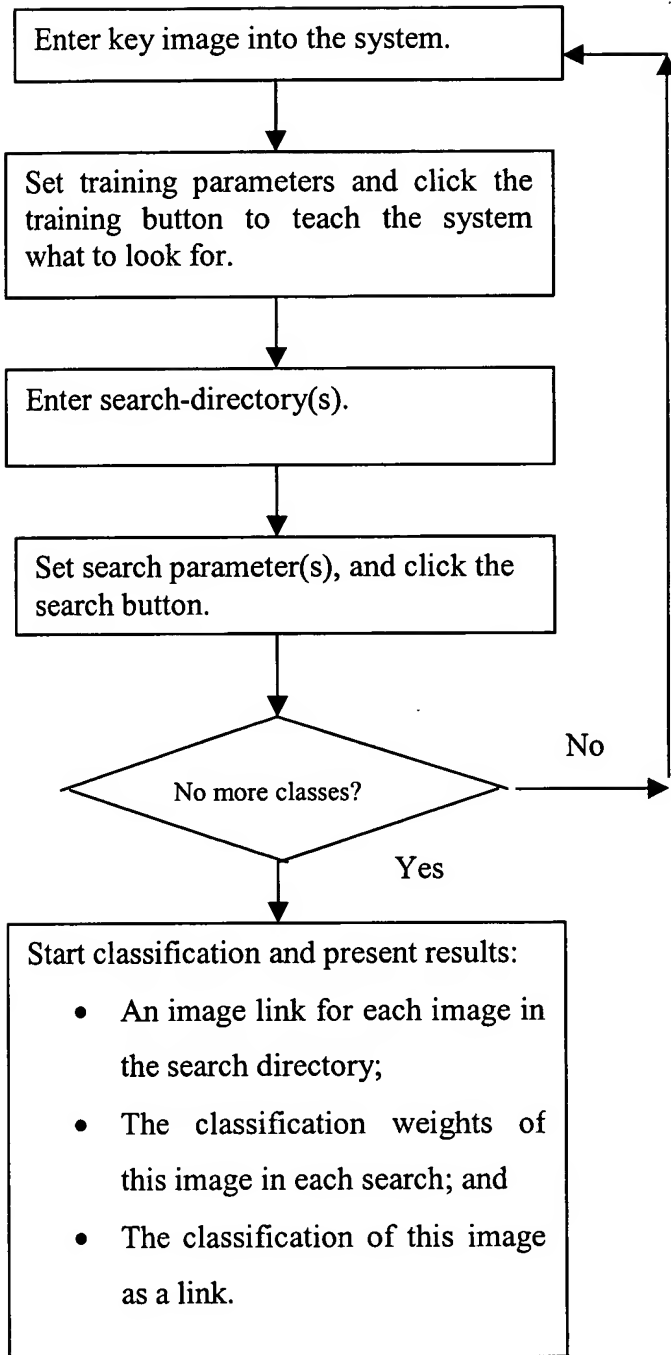 Enter key image into the system.
Set training parameters and click the
training button to teach the system
what to look for.
Enter search-directory(s).
Set search parameter(s), and click the
search button.
No more classes?
No
Yes
Start classification and present results:
• An image link for each image in
the search directory;
• The classification weights of
this image in each search; and
• The classification of this image
as a link.